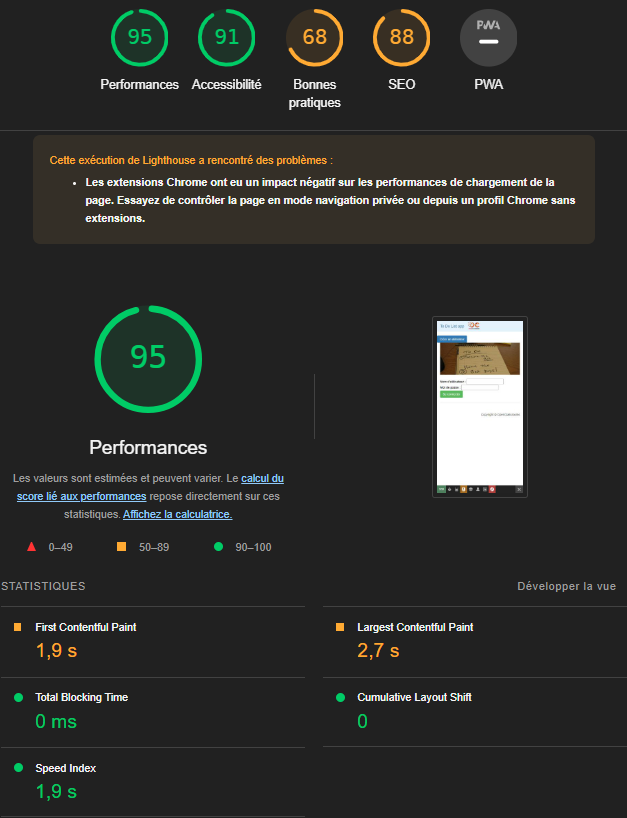 95
91
68
88
PWA
Performances
Accessibilité
Bonnes
pratiques
SEO
PWA
Cette exécution de Lighthouse a rencontré des problèmes :
• Les extensions Chrome ont eu un impact négatif sur les performances de chargement de la
page. Essayez de contrôler la page en mode navigation privée ou depuis un profil Chrome sans
extensions.
95
Performances
Les valeurs sont estimées et peuvent varier. Le calcul du
score lié aux performances repose directement sur ces
statistiques. Affichez la calculatrice.
0–49
50–89
90–100
STATISTIQUES
Développer la vue
First Contentful Paint
1,9 s
Largest Contentful Paint
2,7 s
Total Blocking Time
0 ms
Cumulative Layout Shift
0
Speed Index
1,9 s